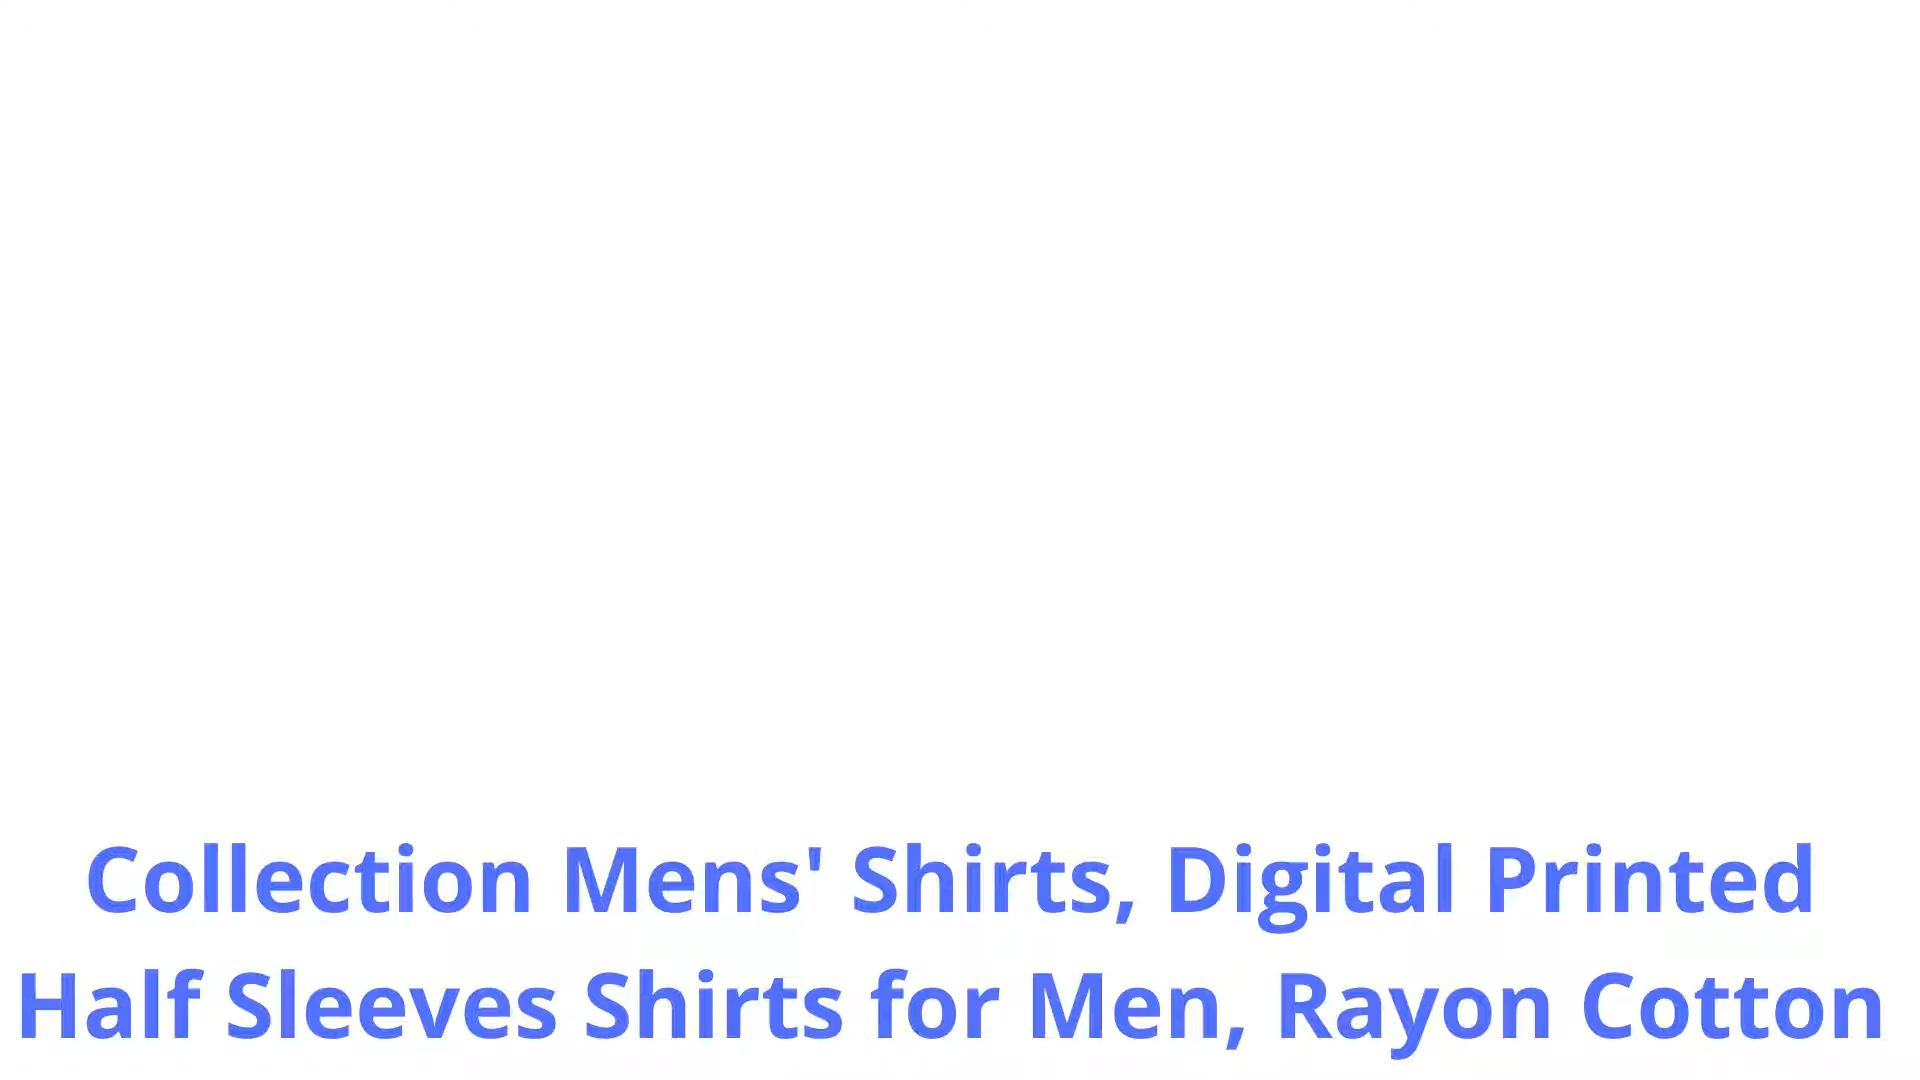 Collection Mens' Shirts, Digital Printed
Half Sleeves Shirts for Men, Rayon Cotton